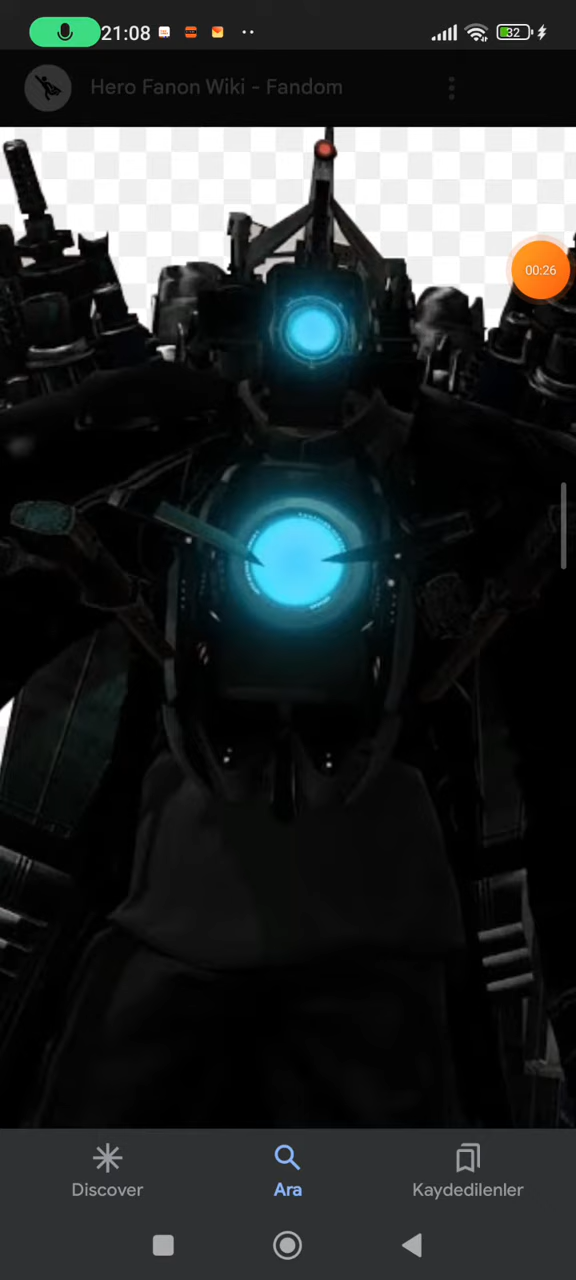 21:08
32
Hero Fanon Wiki - Fandom
00:26
Discover
Ara
Kaydedilenler